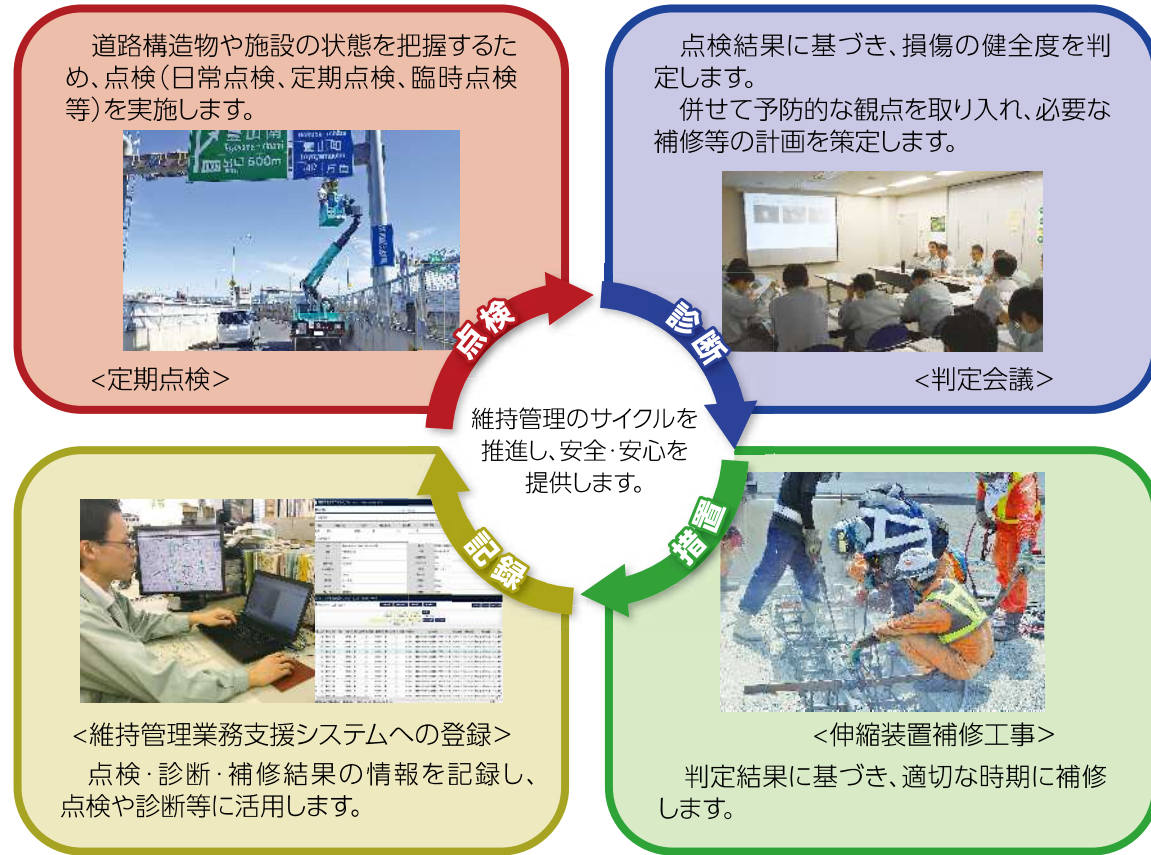 道路構造物や施設の状態を把握するた
め、点検(日常点検、定期点検、臨時点検
等)を実施します。
豊山南
出口 600m
<定期点検>
点検結果に基づき、損傷の健全度を判
定します。
併せて予防的な観点を取り入れ、必要な
補修等の計画を策定します。
<判定会議>
点検
診断
措置
記録
維持管理のサイクルを
推進し、安全・安心を
提供します。
<維持管理業務支援システムへの登録>
点検・診断・補修結果の情報を記録し、
点検や診断等に活用します。
<伸縮装置補修工事>
判定結果に基づき、適切な時期に補修
します。